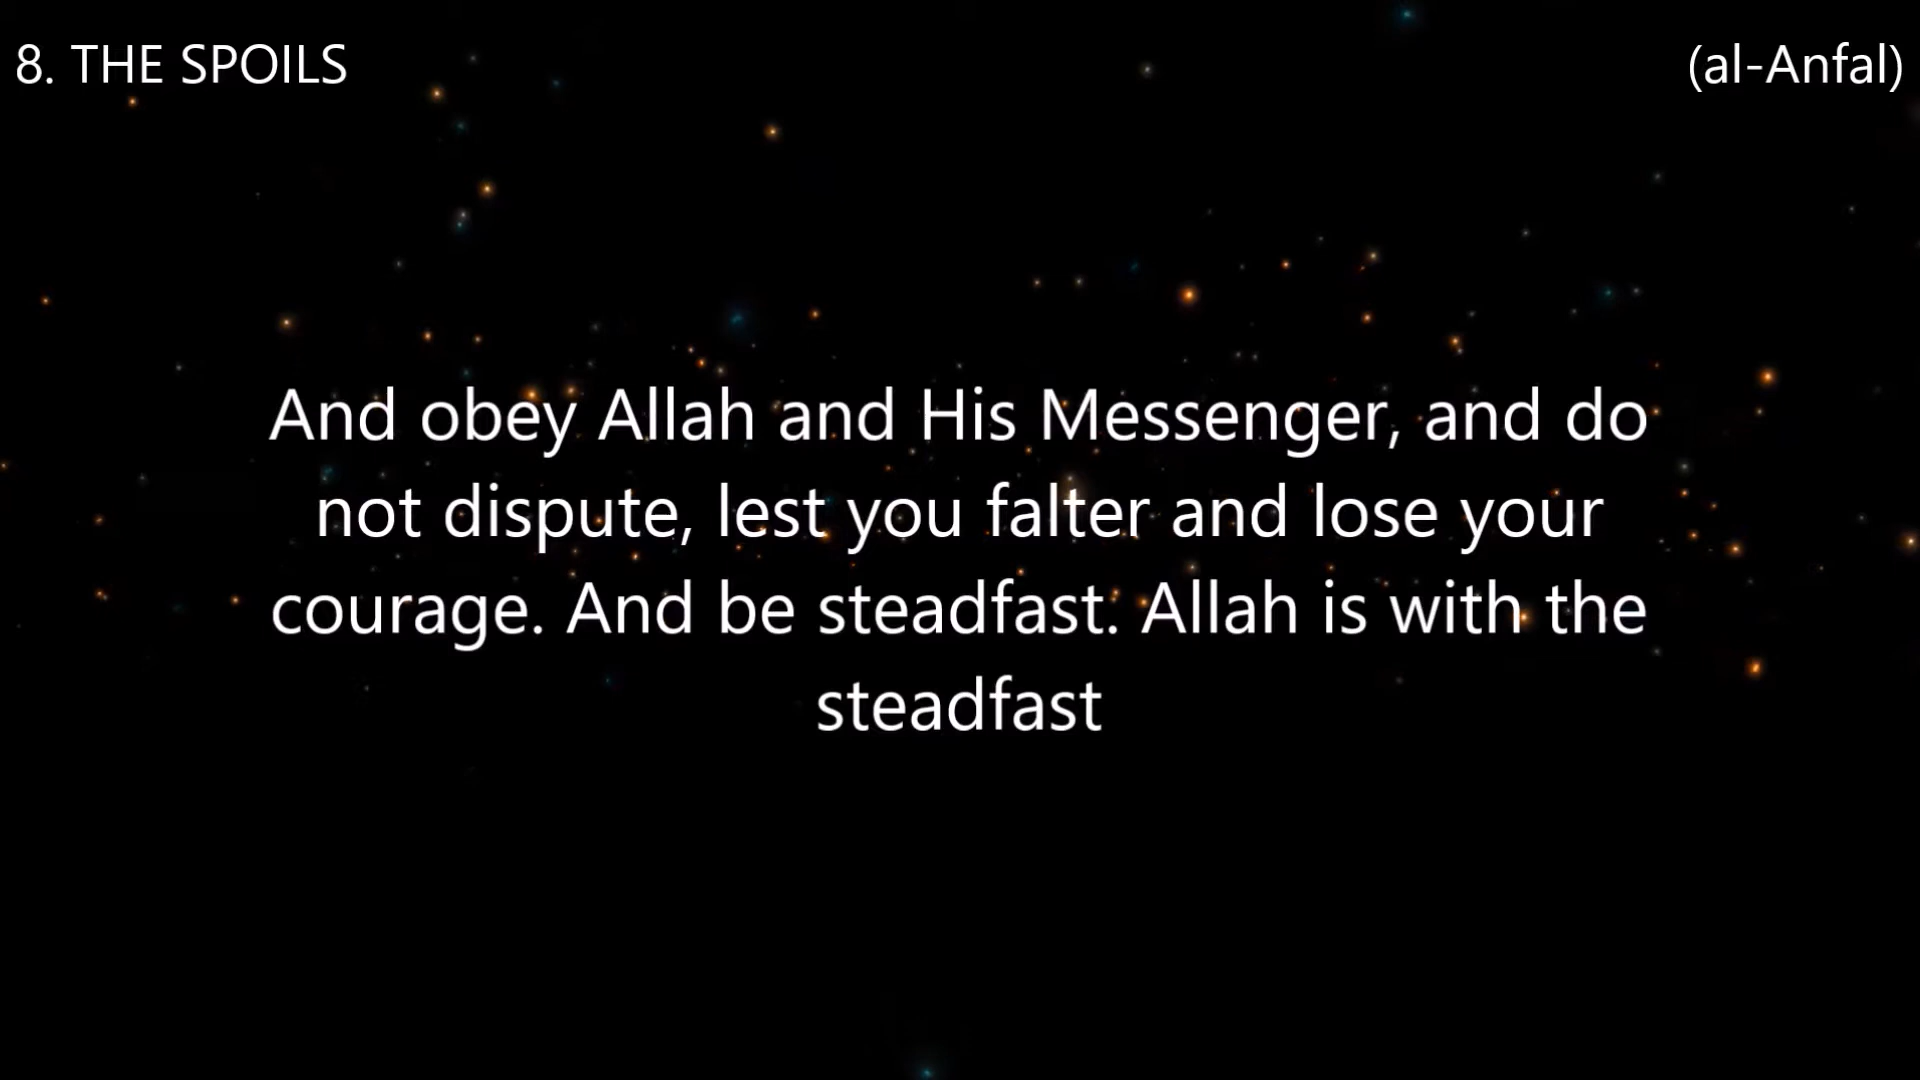 8. THE SPOILS
(al-Anfal)
And obey Allah and His Messenger, and do
not dispute, lest you falter and lose your
courage. And be steadfast. Allah is with the
steadfast